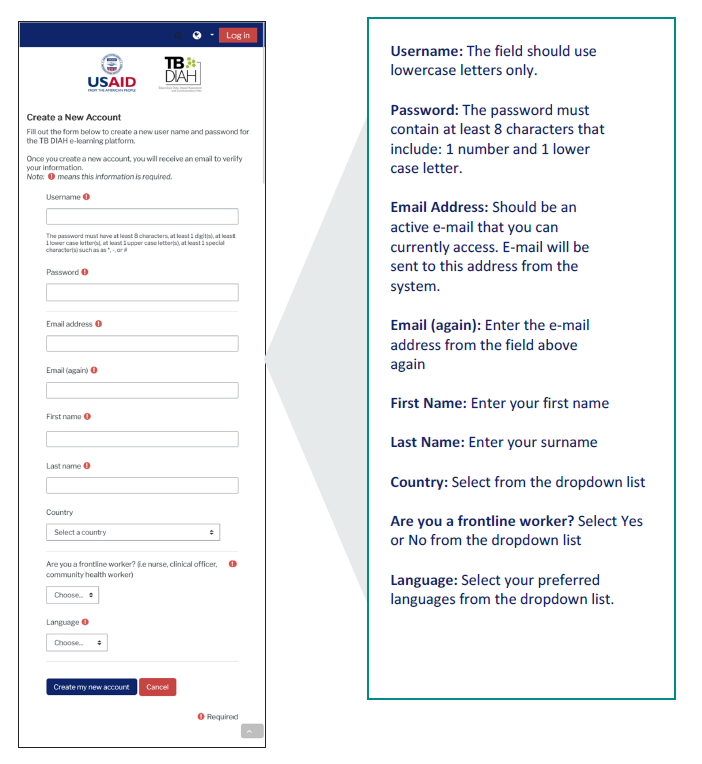 Log in
USAID
FROM THE AMERICAN PEOPLE
TB
DIAH
Create a New Account
Fill out the form below to create a new user name and password for
the TB DIAH e-learning platform.
Once you create a new account, you will receive an email to verify
your information.
Note: ! means this information is required.
Username !
The password must have at least 8 characters, at least 1 digit(s), at least
1 lower case letter(s), at least 1 upper case letter(s), at least 1 special
character(s) such as as *, -, or #
Password !
Email address !
Email (again) !
First name !
Last name !
Country
Select a country
Are you a frontline worker? (i.e nurse, clinical officer, !
community health worker)
Choose...
Language !
Choose...
Create my new account Cancel
! Required
Username: The field should use
lowercase letters only.
Password: The password must
contain at least 8 characters that
include: 1 number and 1 lower
case letter.
Email Address: Should be an
active e-mail that you can
currently access. E-mail will be
sent to this address from the
system.
Email (again): Enter the e-mail
address from the field above
again
First Name: Enter your first name
Last Name: Enter your surname
Country: Select from the dropdown list
Are you a frontline worker? Select Yes
or No from the dropdown list
Language: Select your preferred
languages from the dropdown list.